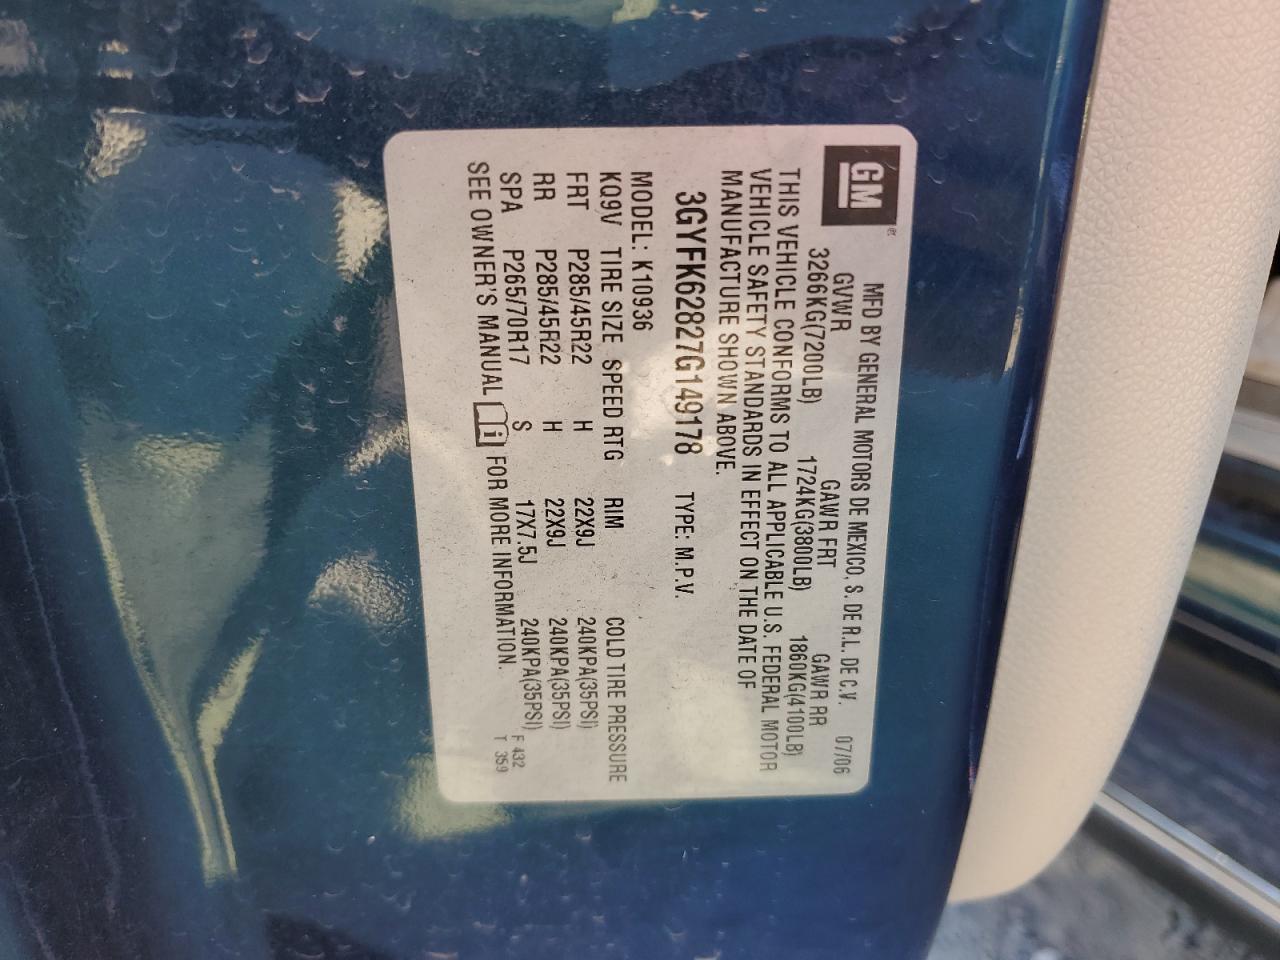 GM
MFD BY GENERAL MOTORS DE MEXICO, S. DE R.L. DE C.V. 07/06
GVWR GAWR FRT GAWR RR
3266KG(7200LB) 1724KG(3800LB) 1860KG(4100LB)
THIS VEHICLE CONFORMS TO ALL APPLICABLE U.S. FEDERAL MOTOR
VEHICLE SAFETY STANDARDS IN EFFECT ON THE DATE OF
MANUFACTURE SHOWN ABOVE.
3GYFK62827G149178 TYPE: M.P.V.
MODEL: K10936
KQ9V TIRE SIZE SPEED RTG RIM COLD TIRE PRESSURE
FRT P285/45R22 H 22X9J 240KPA(35PSI)
RR P285/45R22 H 22X9J 240KPA(35PSI)
SPA P265/70R17 S 17X7.5J 240KPA(35PSI) F 432
SEE OWNER'S MANUAL i FOR MORE INFORMATION. T 359